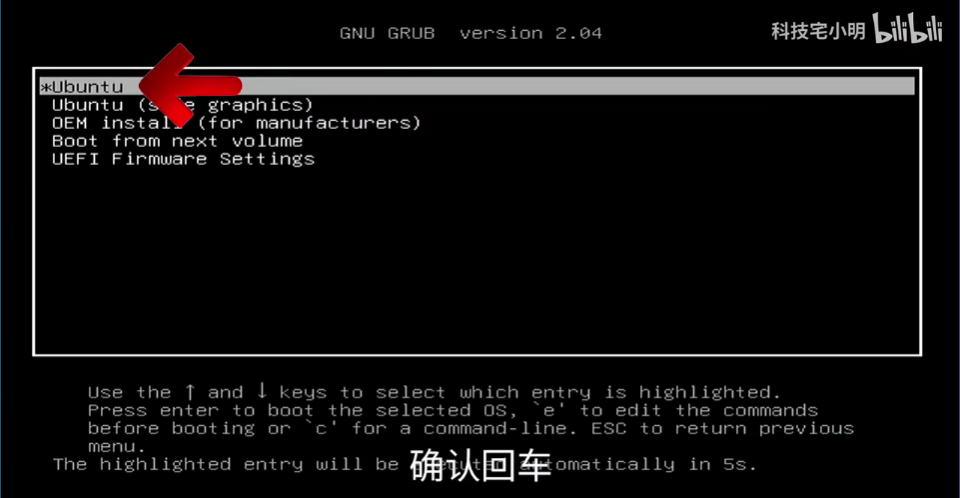 GNU GRUB version 2.04
科技宅小明 bilibili
*Ubuntu
Ubuntu (safe graphics)
OEM install (for manufacturers)
Boot from next volume
UEFI Firmware Settings
Use the ↑ and ↓ keys to select which entry is highlighted.
Press enter to boot the selected OS, `e' to edit the commands
before booting or `c' for a command-line. ESC to return previous
menu.
The highlighted entry will be executed automatically in 5s.
确认回车